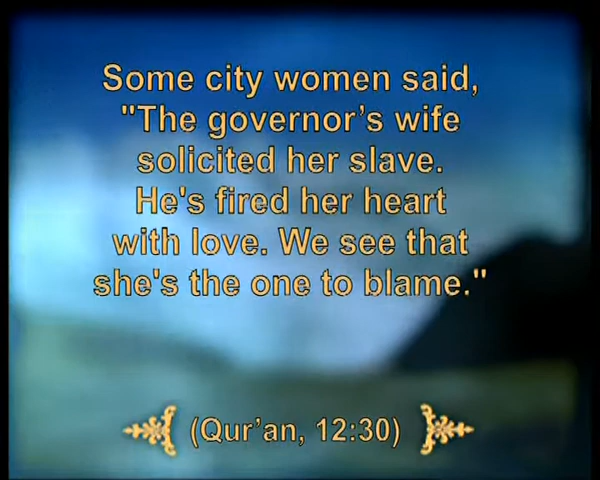 Some city women said,
"The governor's wife
solicited her slave.
He's fired her heart
with love. We see that
she's the one to blame."
(Qur'an, 12:30)